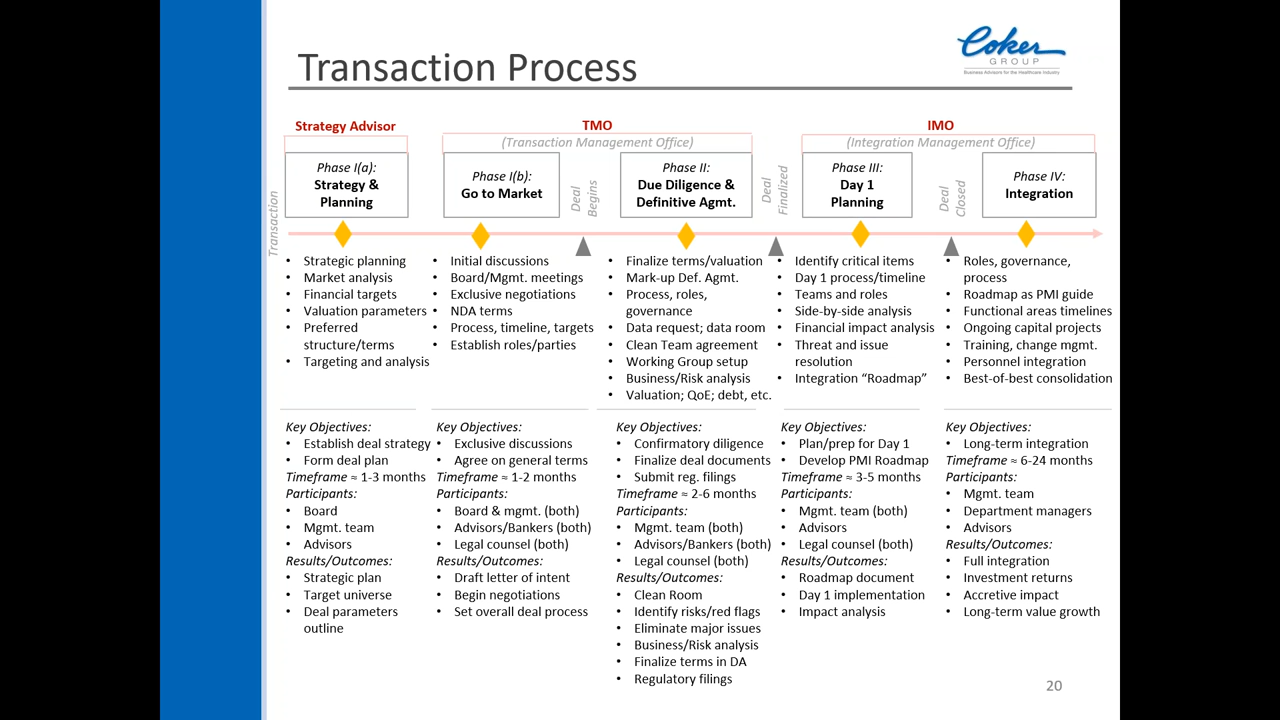 Transaction Process
Coker
GROUP
Business Advisors for the Healthcare Industry
Strategy Advisor
TMO
(Transaction Management Office)
IMO
(Integration Management Office)
Transaction
Phase I(a):
Strategy &
Planning
Phase I(b):
Go to Market
Deal
Begins
Phase II:
Due Diligence &
Definitive Agmt.
Deal
Finalized
Phase III:
Day 1
Planning
Deal
Closed
Phase IV:
Integration
• Strategic planning
• Market analysis
• Financial targets
• Valuation parameters
• Preferred
structure/terms
• Targeting and analysis
• Initial discussions
• Board/Mgmt. meetings
• Exclusive negotiations
• NDA terms
• Process, timeline, targets
• Establish roles/parties
• Finalize terms/valuation
• Mark-up Def. Agmt.
• Process, roles,
governance
• Data request; data room
• Clean Team agreement
• Working Group setup
• Business/Risk analysis
• Valuation; QoE; debt, etc.
• Identify critical items
• Day 1 process/timeline
• Teams and roles
• Side-by-side analysis
• Financial impact analysis
• Threat and issue
resolution
• Integration “Roadmap”
• Roles, governance,
process
• Roadmap as PMI guide
• Functional areas timelines
• Ongoing capital projects
• Training, change mgmt.
• Personnel integration
• Best-of-best consolidation
Key Objectives:
• Establish deal strategy
• Form deal plan
Timeframe ≈ 1-3 months
Participants:
• Board
• Mgmt. team
• Advisors
Results/Outcomes:
• Strategic plan
• Target universe
• Deal parameters
outline
Key Objectives:
• Exclusive discussions
• Agree on general terms
Timeframe ≈ 1-2 months
Participants:
• Board & mgmt. (both)
• Advisors/Bankers (both)
• Legal counsel (both)
Results/Outcomes:
• Draft letter of intent
• Begin negotiations
• Set overall deal process
Key Objectives:
• Confirmatory diligence
• Finalize deal documents
• Submit reg. filings
Timeframe ≈ 2-6 months
Participants:
• Mgmt. team (both)
• Advisors/Bankers (both)
• Legal counsel (both)
Results/Outcomes:
• Clean Room
• Identify risks/red flags
• Eliminate major issues
• Business/Risk analysis
• Finalize terms in DA
• Regulatory filings
Key Objectives:
• Plan/prep for Day 1
• Develop PMI Roadmap
Timeframe ≈ 3-5 months
Participants:
• Mgmt. team (both)
• Advisors
• Legal counsel (both)
Results/Outcomes:
• Roadmap document
• Day 1 implementation
• Impact analysis
Key Objectives:
• Long-term integration
Timeframe ≈ 6-24 months
Participants:
• Mgmt. team
• Department managers
• Advisors
Results/Outcomes:
• Full integration
• Investment returns
• Accretive impact
• Long-term value growth
20